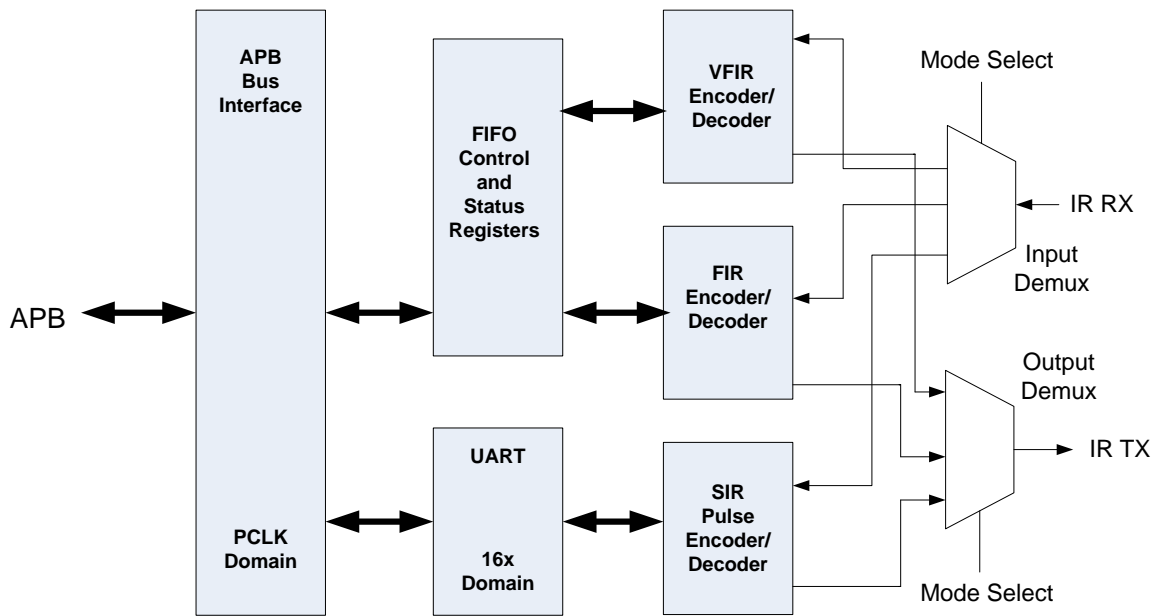 APB
APB
Bus
Interface
PCLK
Domain
FIFO
Control
and
Status
Registers
UART
16x
Domain
VFIR
Encoder/
Decoder
FIR
Encoder/
Decoder
SIR
Pulse
Encoder/
Decoder
Mode Select
IR RX
Input
Demux
Output
Demux
IR TX
Mode Select